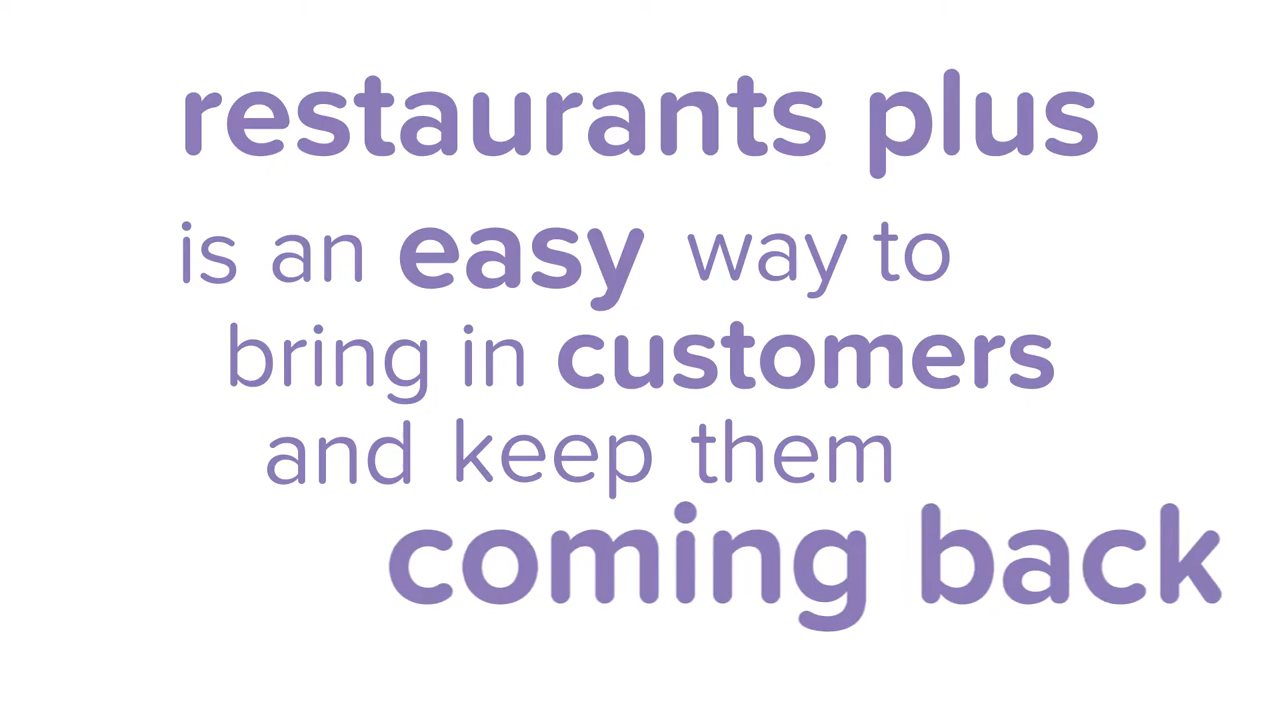 restaurants plus
is an easy way to
bring in customers
and keep them
coming back